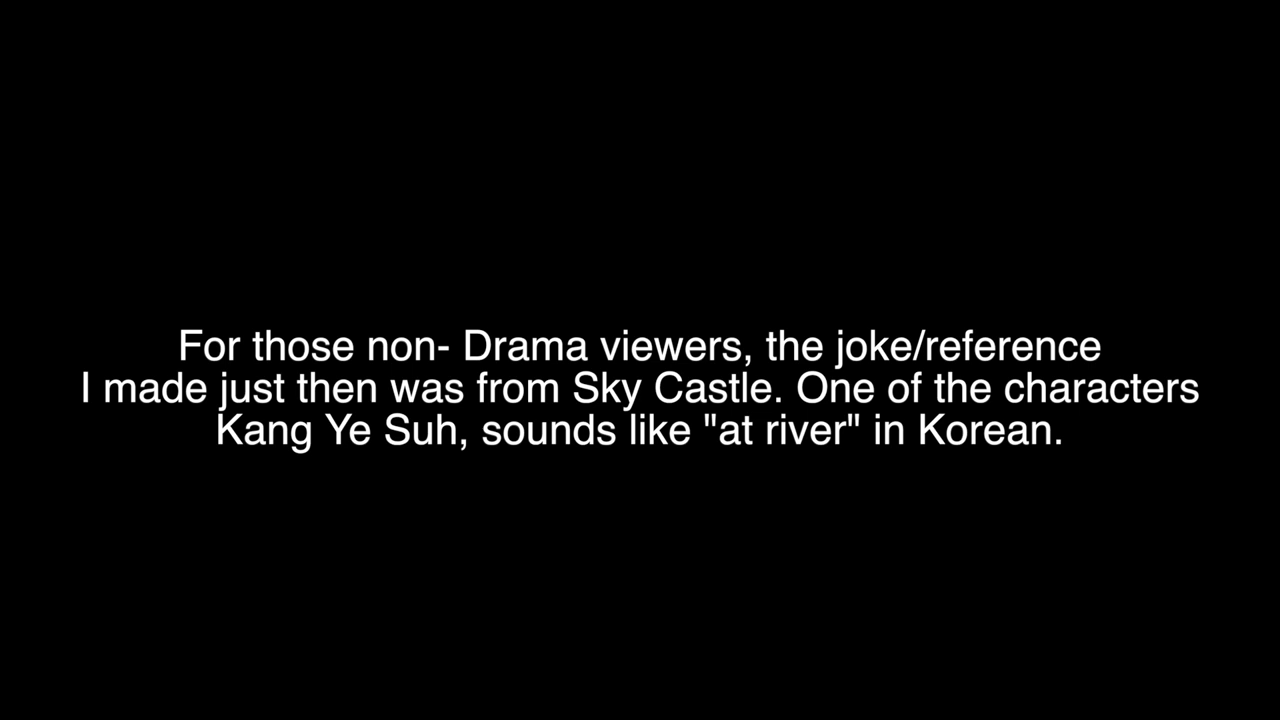 For those non- Drama viewers, the joke/reference
I made just then was from Sky Castle. One of the characters
Kang Ye Suh, sounds like "at river" in Korean.